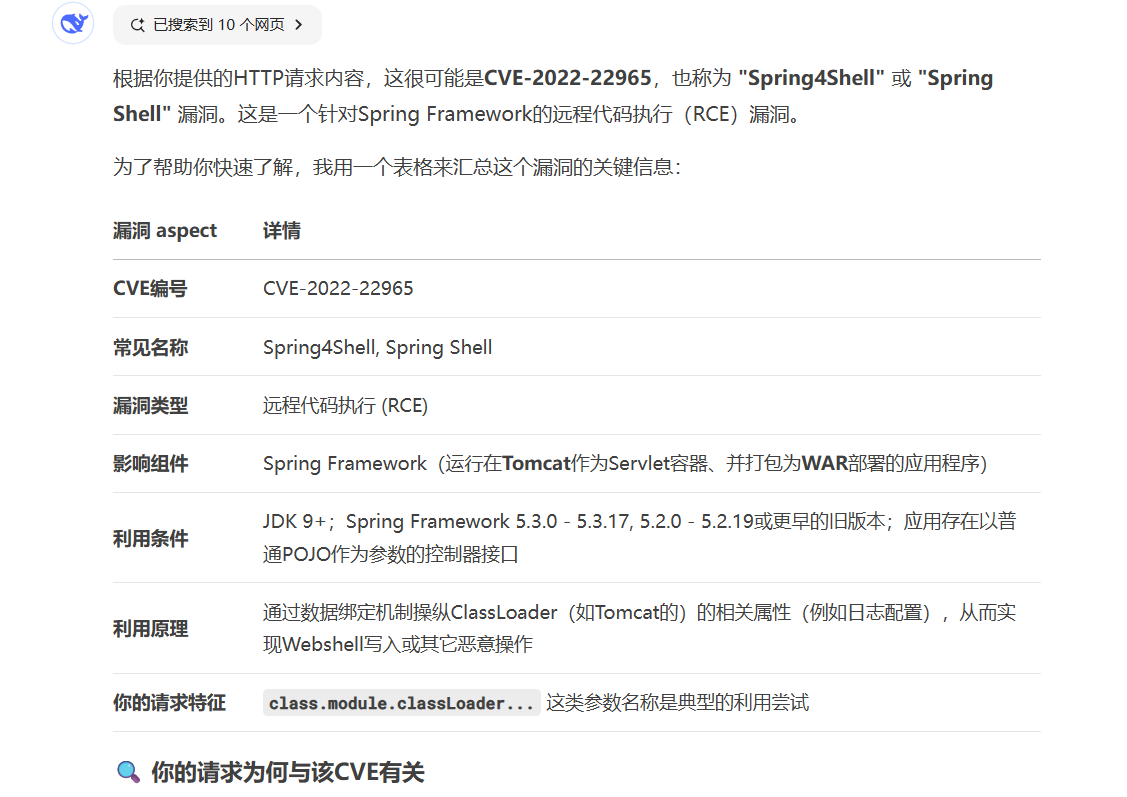 已搜索到 10 个网页
根据你提供的HTTP请求内容，这很可能是CVE-2022-22965，也称为 "Spring4Shell" 或 "Spring
Shell" 漏洞。这是一个针对Spring Framework的远程代码执行（RCE）漏洞。
为了帮助你快速了解，我用一个表格来汇总这个漏洞的关键信息：
漏洞 aspect 详情
CVE编号 CVE-2022-22965
常见名称 Spring4Shell, Spring Shell
漏洞类型 远程代码执行 (RCE)
影响组件 Spring Framework（运行在Tomcat作为Servlet容器、并打包为WAR部署的应用程序）
利用条件 JDK 9+；Spring Framework 5.3.0 - 5.3.17, 5.2.0 - 5.2.19或更早的旧版本；应用存在以普
通POJO作为参数的控制器接口
利用原理 通过数据绑定机制操纵ClassLoader（如Tomcat的）的相关属性（例如日志配置），从而实
现Webshell写入或其它恶意操作
你的请求特征 class.module.classLoader... 这类参数名称是典型的利用尝试
🔍 你的请求为何与该CVE有关